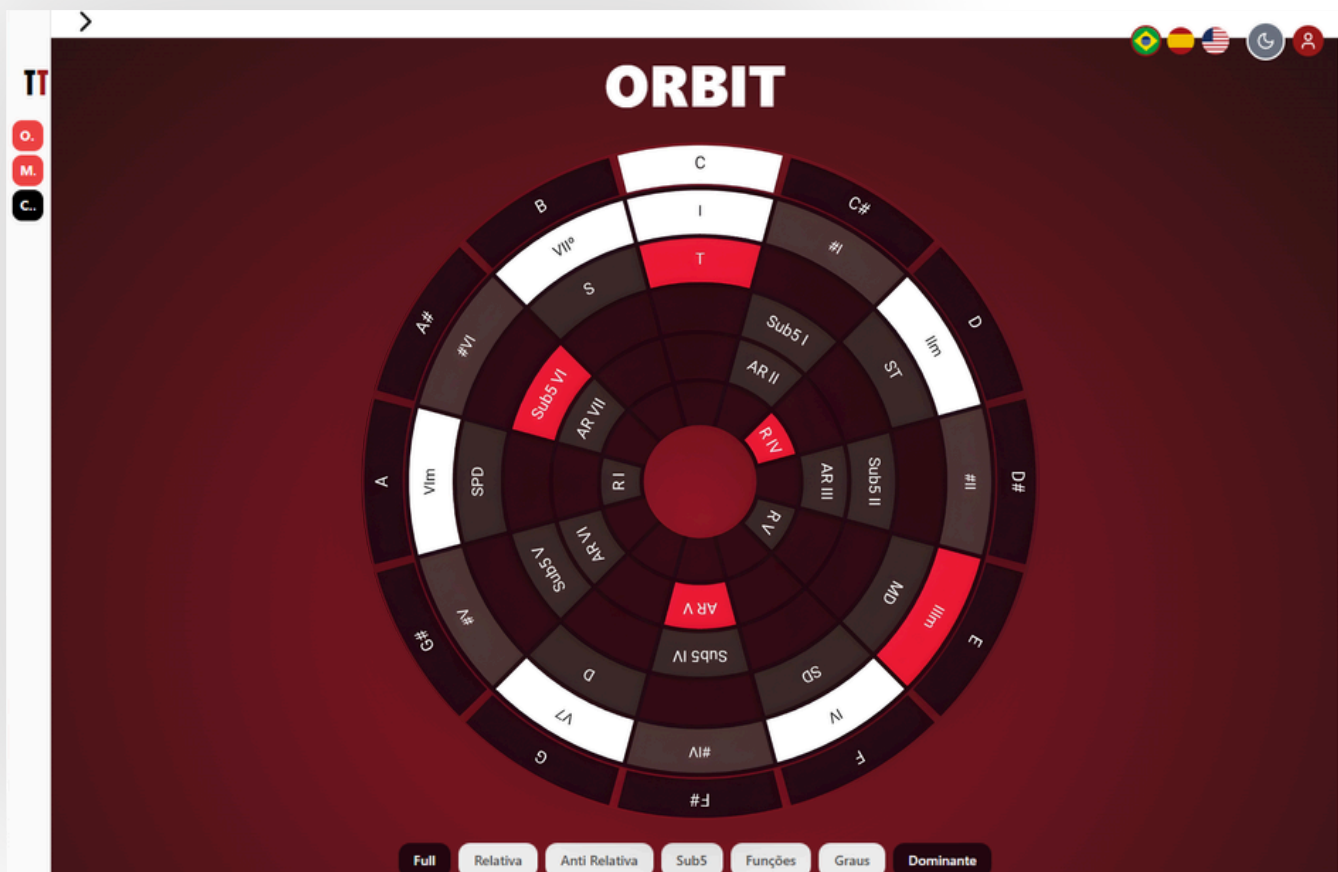 TT
ORBIT
O.
M.
C..
C
C#
D
D#
E
F
F#
G
G#
A
A#
B
I
#I
IIm
#II
IIIm
IV
#IV
V7
#V
VIm
#VI
VIIº
T
ST
MD
SD
D
SPD
S
Sub5 I
Sub5 II
Sub5 IV
Sub5 V
Sub5 VI
AR II
AR III
AR V
AR VI
AR VII
R IV
R V
R I
Full
Relativa
Anti Relativa
Sub5
Funções
Graus
Dominante